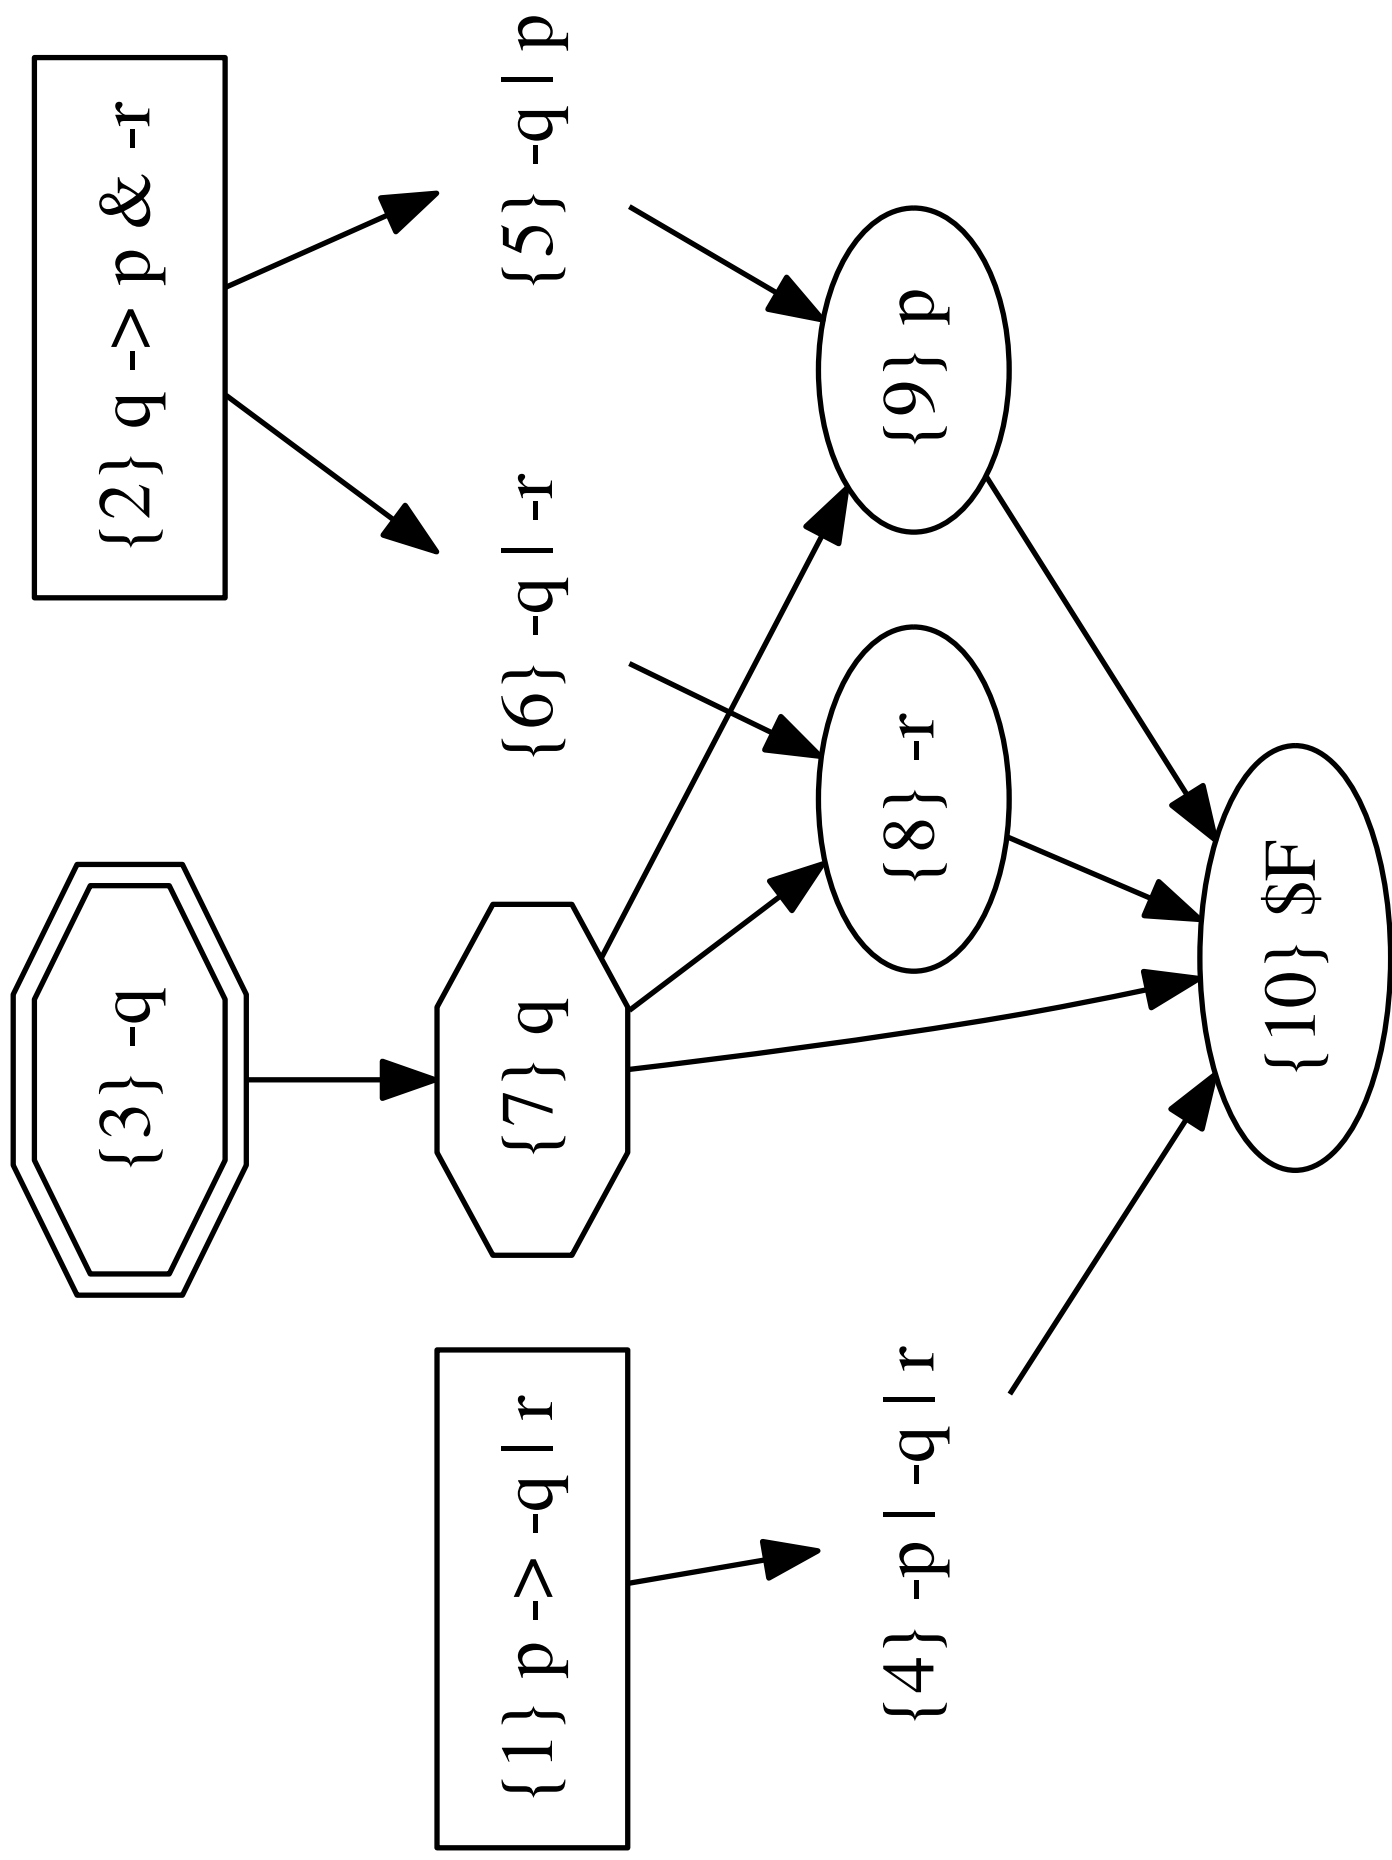 {2} q -> p & -r
{3} -q
{5} -q | p
{6} -q | -r
{7} q
{1} p -> -q | r
{9} p
{8} -r
{4} -p | -q | r
{10} $F